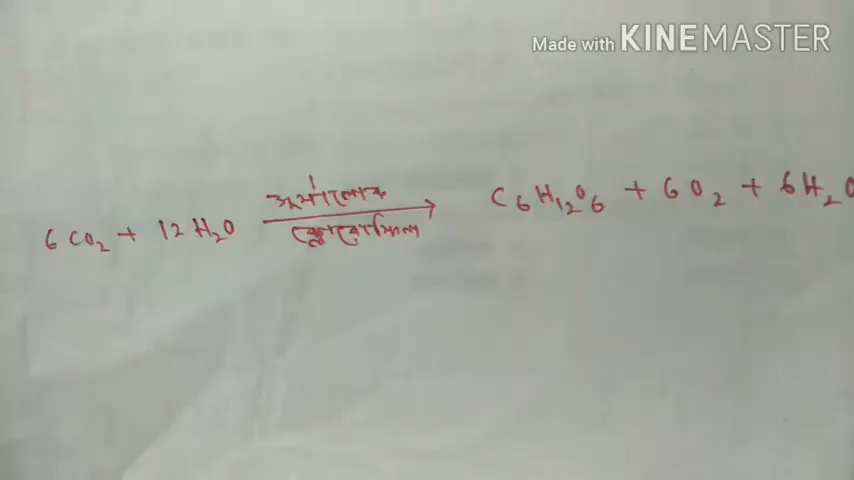 Made with KINEMASTER
সূর্যালোক
6CO₂ + 12H₂O → C₆H₁₂O₆ + 6O₂ + 6H₂O
ক্লোরোফিল